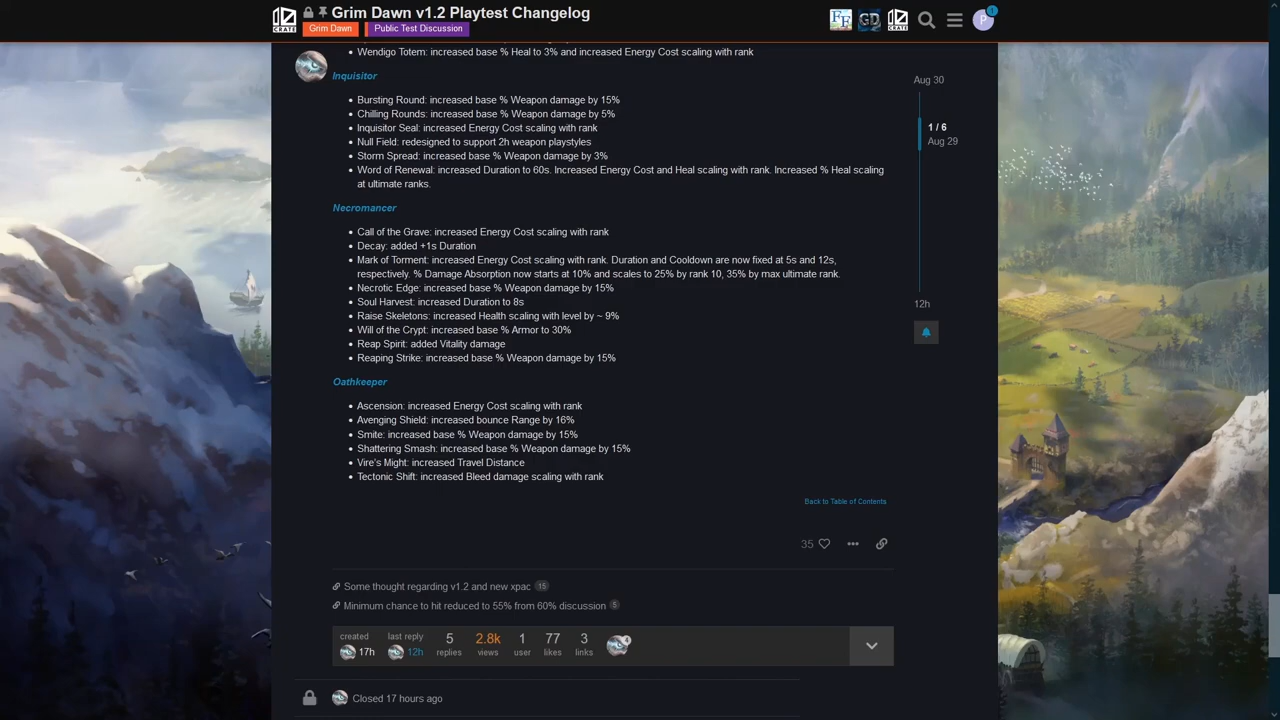 Grim Dawn v1.2 Playtest Changelog
CRATE
Grim Dawn
Public Test Discussion
FF
GD
CRATE
P
1
Wendigo Totem: increased base % Heal to 3% and increased Energy Cost scaling with rank
Inquisitor
Bursting Round: increased base % Weapon damage by 15%
Chilling Rounds: increased base % Weapon damage by 5%
Inquisitor Seal: increased Energy Cost scaling with rank
Null Field: redesigned to support 2h weapon playstyles
Storm Spread: increased base % Weapon damage by 3%
Word of Renewal: increased Duration to 60s. Increased Energy Cost and Heal scaling with rank. Increased % Heal scaling
at ultimate ranks.
Necromancer
Call of the Grave: increased Energy Cost scaling with rank
Decay: added +1s Duration
Mark of Torment: increased Energy Cost scaling with rank. Duration and Cooldown are now fixed at 5s and 12s,
respectively. % Damage Absorption now starts at 10% and scales to 25% by rank 10, 35% by max ultimate rank.
Necrotic Edge: increased base % Weapon damage by 15%
Soul Harvest: increased Duration to 8s
Raise Skeletons: increased Health scaling with level by ~ 9%
Will of the Crypt: increased base % Armor to 30%
Reap Spirit: added Vitality damage
Reaping Strike: increased base % Weapon damage by 15%
Oathkeeper
Ascension: increased Energy Cost scaling with rank
Avenging Shield: increased bounce Range by 16%
Smite: increased base % Weapon damage by 15%
Shattering Smash: increased base % Weapon damage by 15%
Vire's Might: increased Travel Distance
Tectonic Shift: increased Bleed damage scaling with rank
Back to Table of Contents
35
Some thought regarding v1.2 and new xpac 15
Minimum chance to hit reduced to 55% from 60% discussion 5
created last reply 5 2.8k 1 77 3 4
17h 12h replies views user likes links
Closed 17 hours ago
Aug 30
1 / 6
Aug 29
12h